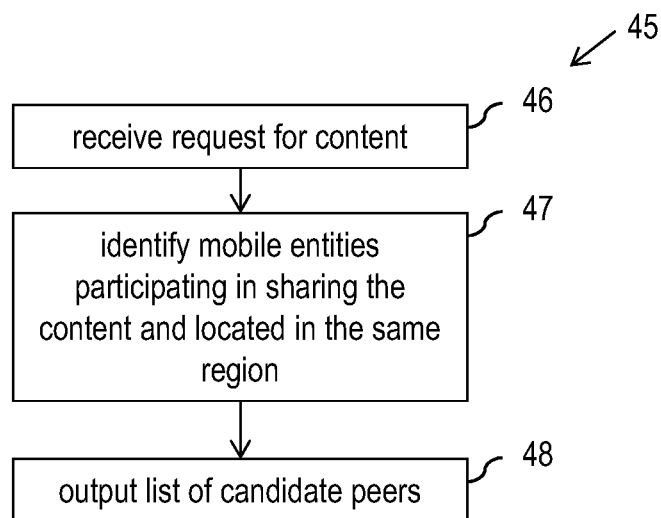 45
46
receive request for content
47
identify mobile entities
participating in sharing the
content and located in the same
region
48
output list of candidate peers